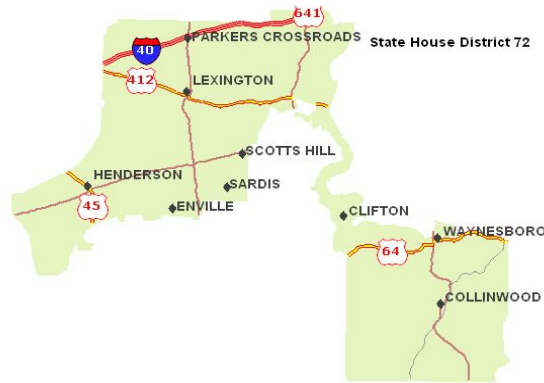 641
PARKERS CROSSROADS
State House District 72
40
412
LEXINGTON
SCOTTS HILL
HENDERSON
SARDIS
45
ENVILLE
CLIFTON
WAYNESBORO
64
COLLINWOOD